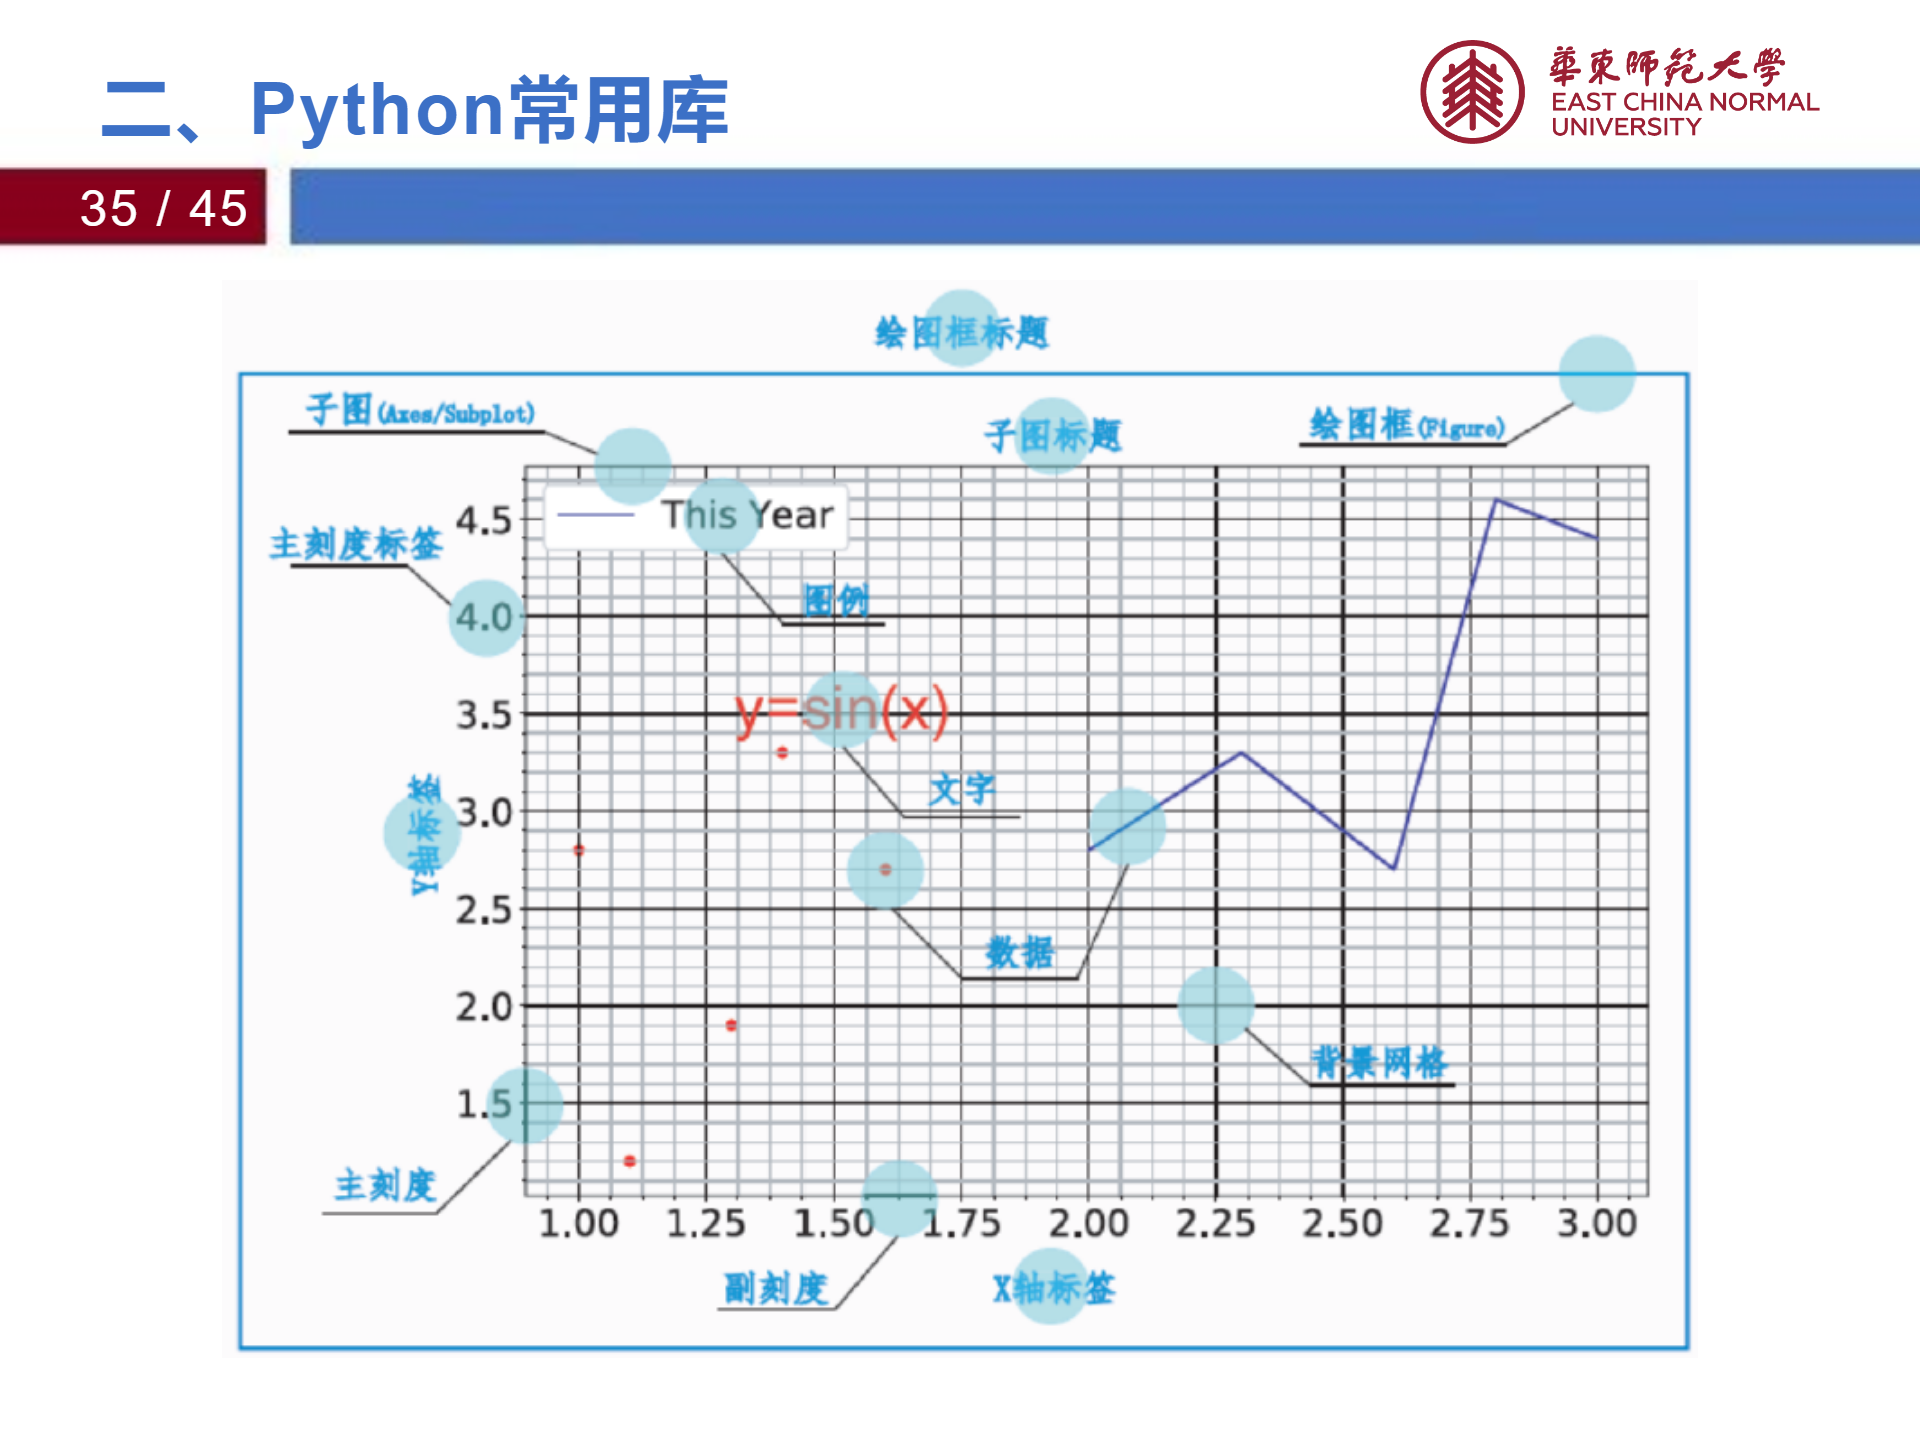 二、Python常用库
華東師範大學
EAST CHINA NORMAL
UNIVERSITY
35 / 45
绘图框标题
子图(Axes/Subplot)
子图标题
绘图框(Figure)
This Year
4.5
主刻度标签
图例
4.0
y=sin(x)
3.5
文字
Y轴标签
3.0
2.5
数据
2.0
背景网格
1.5
主刻度
1.00 1.25 1.50 1.75 2.00 2.25 2.50 2.75 3.00
副刻度
X轴标签